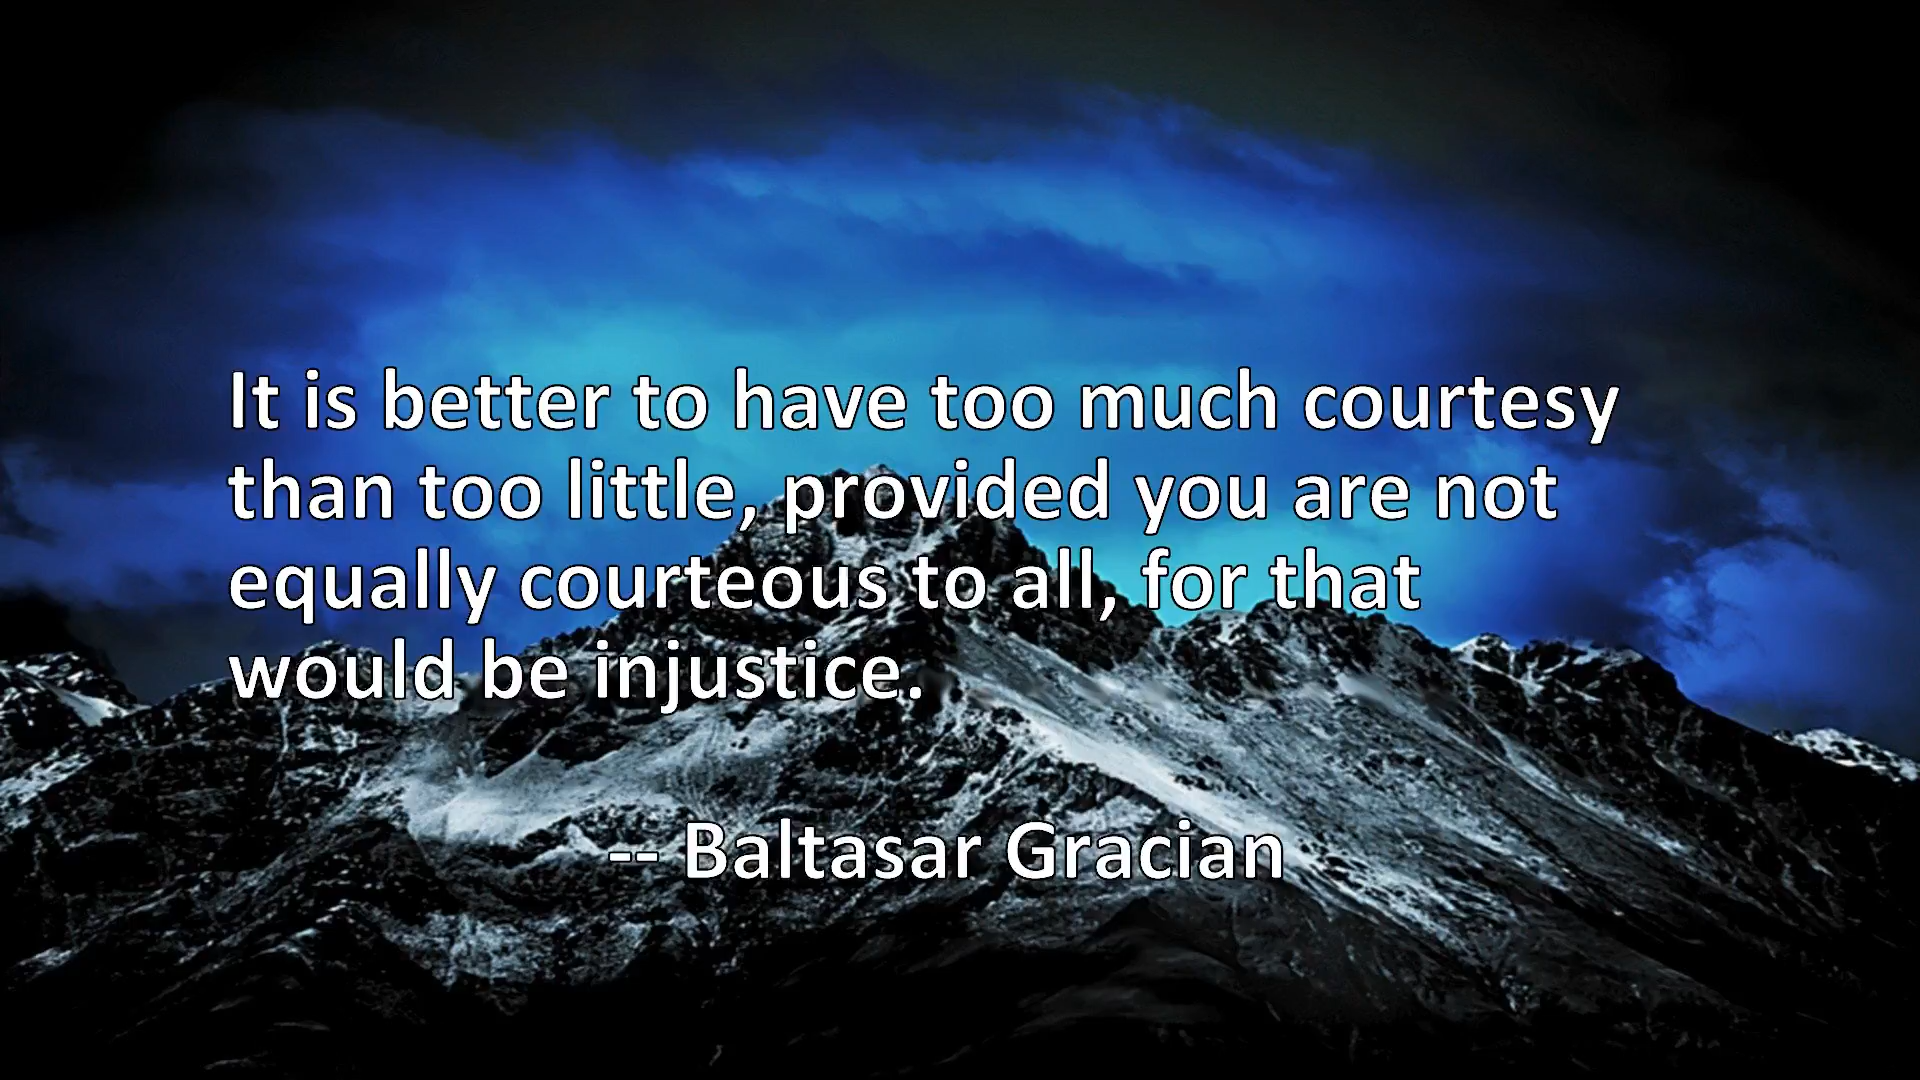 It is better to have too much courtesy
than too little, provided you are not
equally courteous to all, for that
would be injustice.
-- Baltasar Gracian